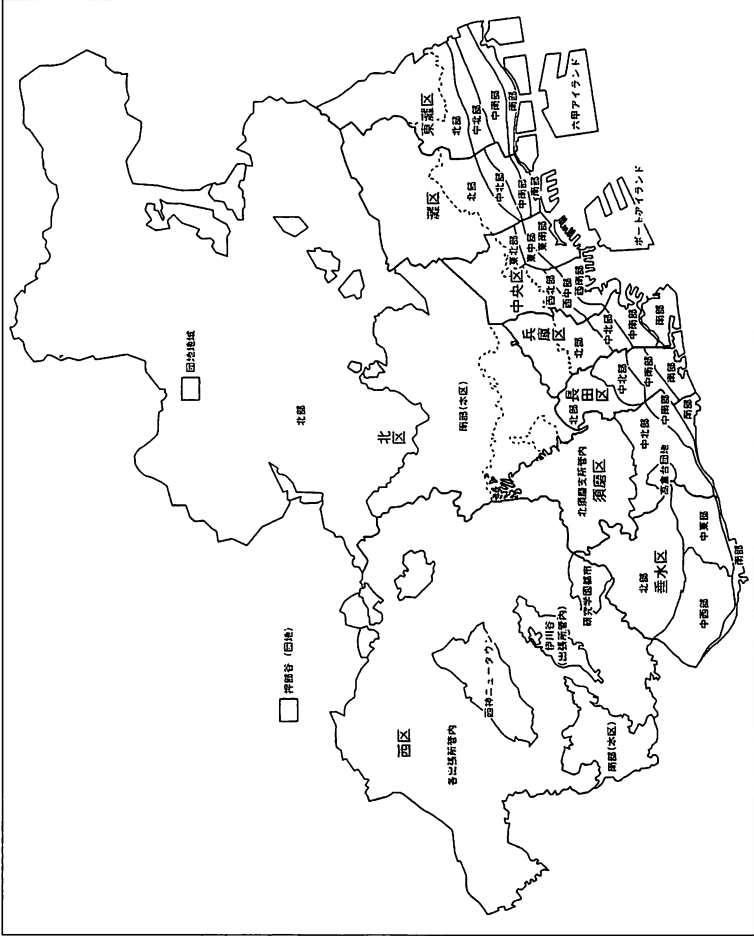 団地地域
北部
北区
南部(本区)
東灘区
北部
中北部
中南部
南部
六甲アイランド
灘区
北部
中北部
中南部
南部
中央区
東北部
東中部
東南部
西北部
西中部
西南部
ポートアイランド
兵庫区
北部
中北部
中南部
南部
長田区
北部
中北部
中南部
南部
北須磨支所管内
須磨区
中北部
中南部
南部
高倉台団地
北部
垂水区
中東部
中西部
南部
押部谷（団地）
西区
各出張所管内
西神ニュータウン
伊川谷
(出張所管内)
研究学園都市
南部(本区)